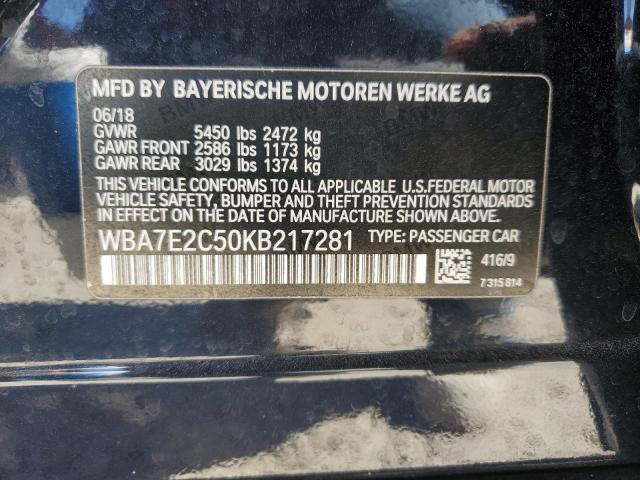 MFD BY BAYERISCHE MOTOREN WERKE AG
06/18
GVWR 5450 lbs 2472 kg
GAWR FRONT 2586 lbs 1173 kg
GAWR REAR 3029 lbs 1374 kg
THIS VEHICLE CONFORMS TO ALL APPLICABLE U.S.FEDERAL MOTOR
VEHICLE SAFETY, BUMPER AND THEFT PREVENTION STANDARDS
IN EFFECT ON THE DATE OF MANUFACTURE SHOWN ABOVE.
WBA7E2C50KB217281 TYPE: PASSENGER CAR
416/9
7 315 814